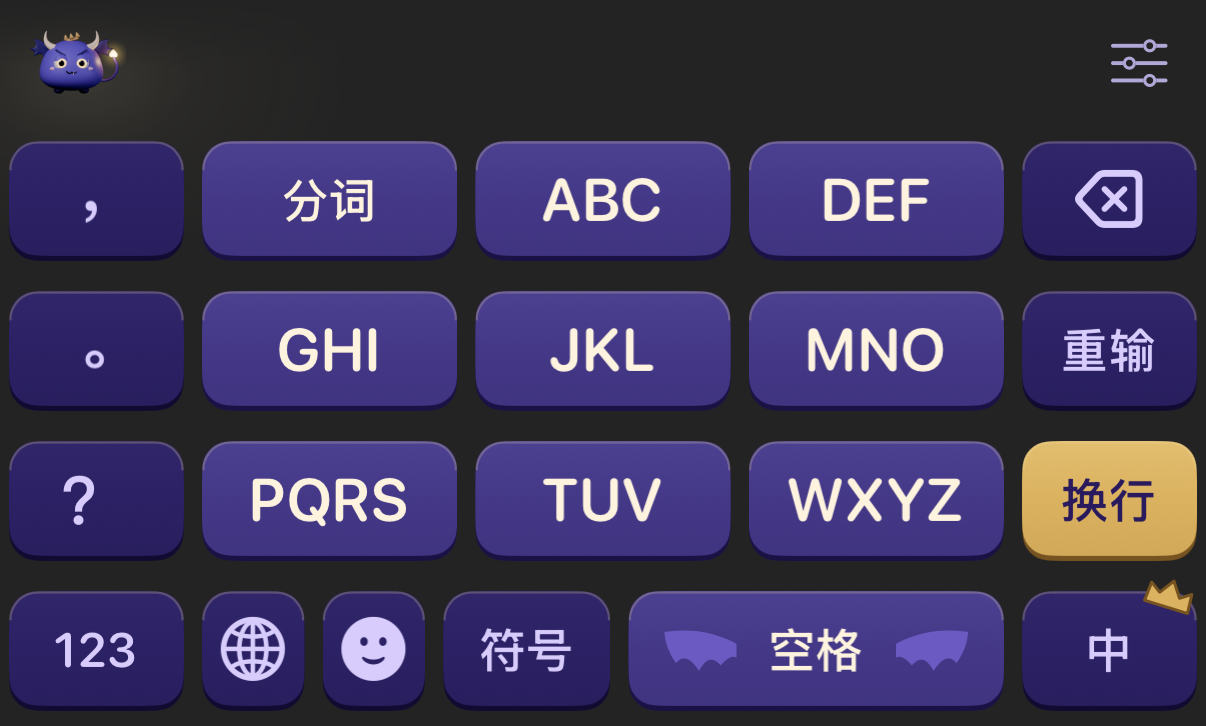 ， 分词 ABC DEF
。 GHI JKL MNO 重输
？ PQRS TUV WXYZ 换行
123 符号 空格 中